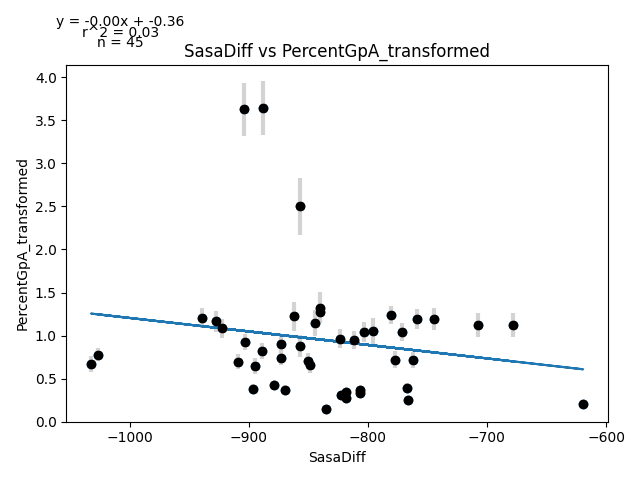 y = -0.00x + -0.36
r^2 = 0.03
n = 45
SasaDiff vs PercentGpA_transformed
4.0
3.5
3.0
2.5
2.0
1.5
1.0
0.5
0.0
PercentGpA_transformed
−1000 −900 −800 −700 −600
SasaDiff